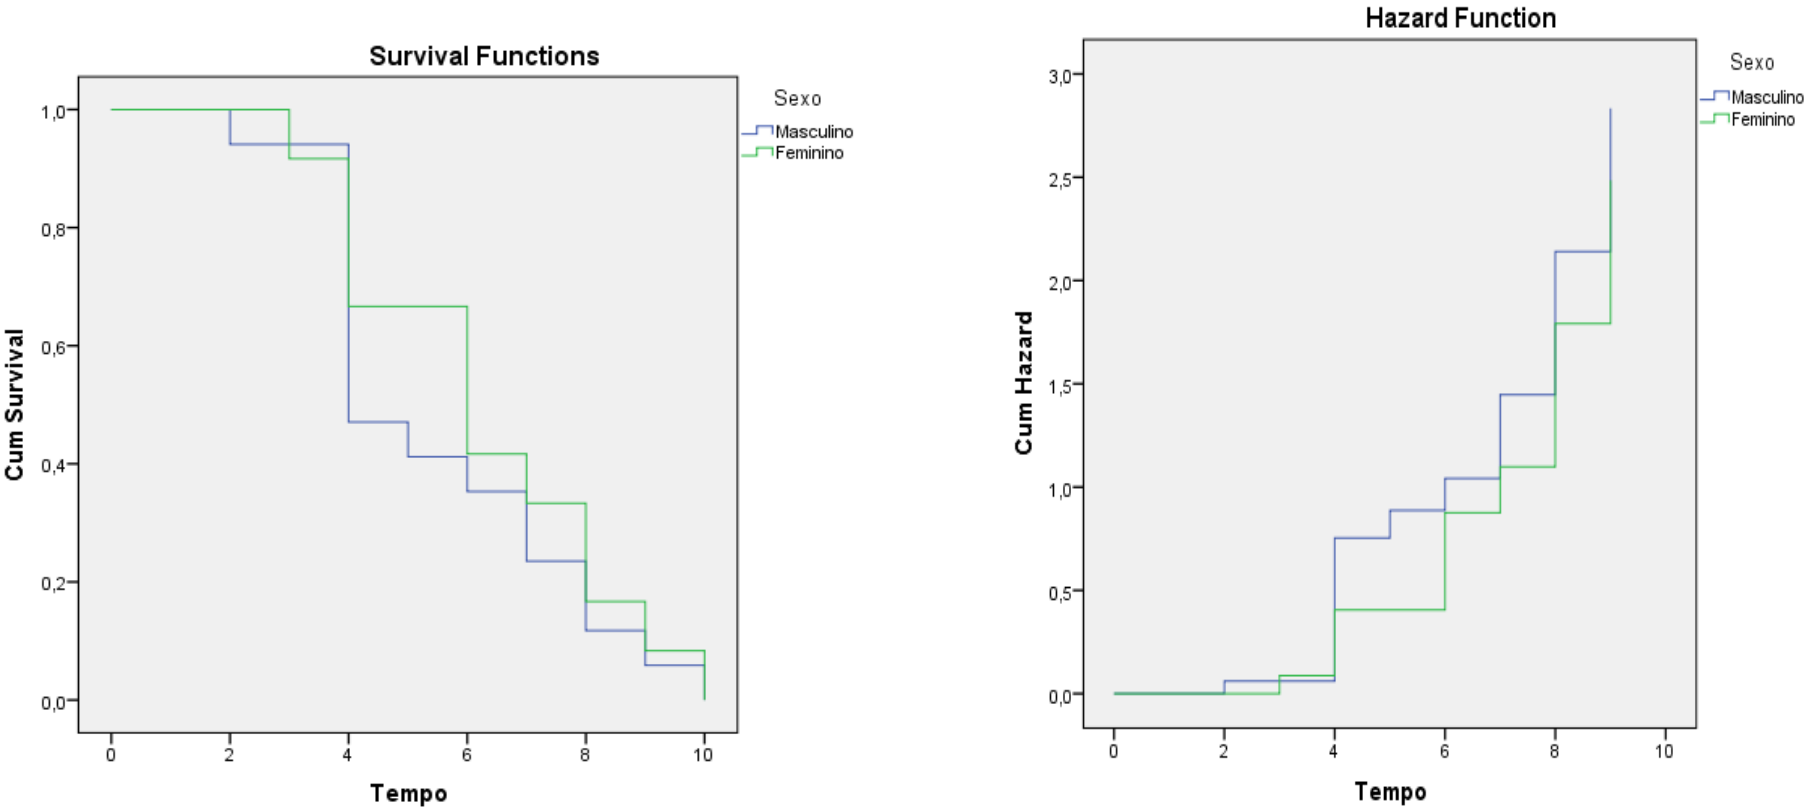 Survival Functions
Cum Survival
1,0
0,8
0,6
0,4
0,2
0,0
0 2 4 6 8 10
Tempo
Sexo
Masculino
Feminino
Hazard Function
Cum Hazard
3,0
2,5
2,0
1,5
1,0
0,5
0,0
0 2 4 6 8 10
Tempo
Sexo
Masculino
Feminino